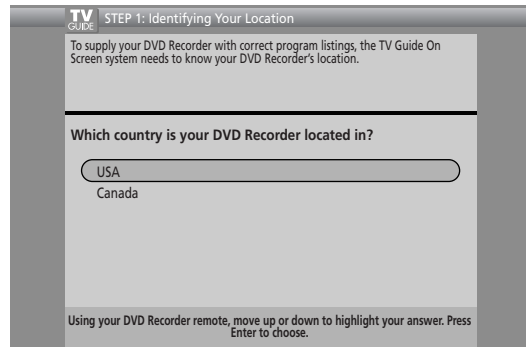 TV
GUIDE
STEP 1: Identifying Your Location
To supply your DVD Recorder with correct program listings, the TV Guide On
Screen system needs to know your DVD Recorder's location.
Which country is your DVD Recorder located in?
USA
Canada
Using your DVD Recorder remote, move up or down to highlight your answer. Press
Enter to choose.